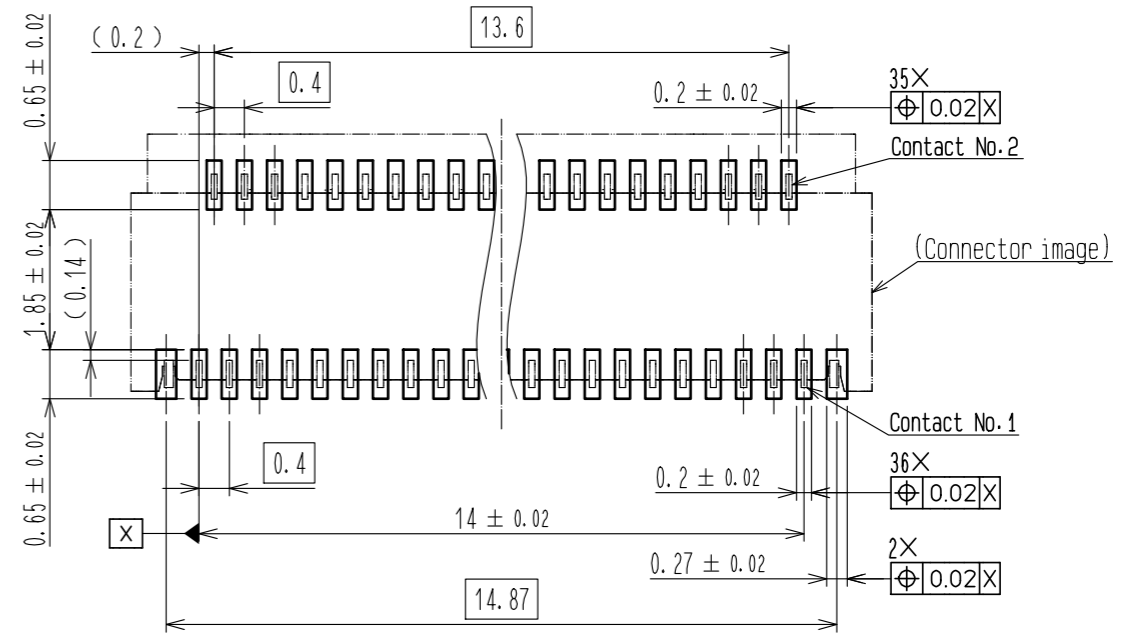 13.6
( 0.2 )
0.65 ± 0.02
0.4
0.2 ± 0.02
35×
⌖ 0.02 X
Contact No.2
(Connector image)
1.85 ± 0.02
( 0.14 )
Contact No.1
0.65 ± 0.02
0.4
0.2 ± 0.02
36×
⌖ 0.02 X
X
14 ± 0.02
0.27 ± 0.02
2×
⌖ 0.02 X
14.87